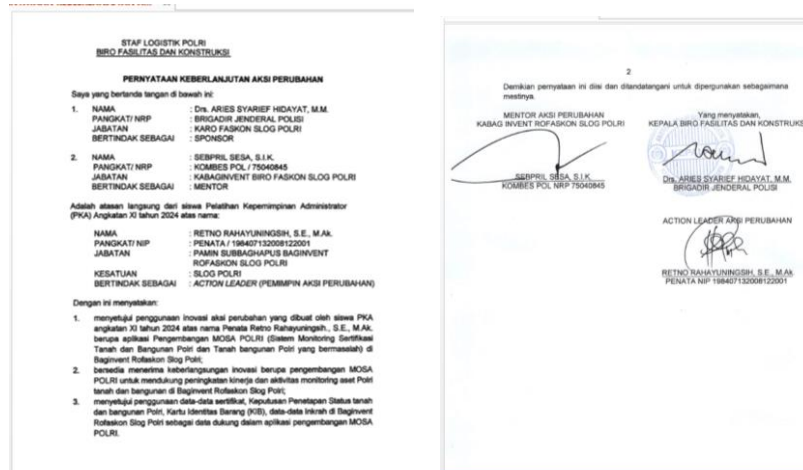 STAF LOGISTIK POLRI
BIRO FASILITAS DAN KONSTRUKSI
PERNYATAAN KEBERLANJUTAN AKSI PERUBAHAN
Saya yang bertanda tangan di bawah ini:
1. NAMA : Drs. ARIES SYARIEF HIDAYAT, M.M.
PANGKAT/ NRP : BRIGADIR JENDERAL POLISI
JABATAN : KARO FASKON SLOG POLRI
BERTINDAK SEBAGAI : SPONSOR
2. NAMA : SEBPRIL SESA, S.I.K.
PANGKAT/ NRP : KOMBES POL / 75040845
JABATAN : KABAGINVENT BIRO FASKON SLOG POLRI
BERTINDAK SEBAGAI : MENTOR
Adalah atasan langsung dari siswa Pelatihan Kepemimpinan Administrator
(PKA) Angkatan XI tahun 2024 atas nama:
NAMA : RETNO RAHAYUNINGSIH, S.E., M.Ak.
PANGKAT/ NIP : PENATA / 198407132008122001
JABATAN : PAMIN SUBBAGHAPUS BAGINVENT
ROFASKON SLOG POLRI
KESATUAN : SLOG POLRI
BERTINDAK SEBAGAI : ACTION LEADER (PEMIMPIN AKSI PERUBAHAN)
Dengan ini menyatakan:
1. menyetujui penggunaan inovasi aksi perubahan yang dibuat oleh siswa PKA
angkatan XI tahun 2024 atas nama Penata Retno Rahayuningsih., S.E., M.Ak.
berupa aplikasi Pengembangan MOSA POLRI (Sistem Monitoring Sertifikasi
Tanah dan Bangunan Polri dan Tanah bangunan Polri yang bermasalah) di
Baginvent Rofaskon Slog Polri;
2. bersedia menerima keberlangsungan inovasi berupa pengembangan MOSA
POLRI untuk mendukung peningkatan kinerja dan aktivitas monitoring aset Polri
tanah dan bangunan di Baginvent Rofaskon Slog Polri;
3. menyetujui penggunaan data-data sertifikat, Keputusan Penetapan Status tanah
dan bangunan Polri, Kartu Identitas Barang (KIB), data-data Inkrah di Baginvent
Rofaskon Slog Polri sebagai data dukung dalam aplikasi pengembangan MOSA
POLRI.
2
Demikian pernyataan ini diisi dan ditandatangani untuk dipergunakan sebagaimana
mestinya.
MENTOR AKSI PERUBAHAN
KABAG INVENT ROFASKON SLOG POLRI
SEBPRIL SESA, S.I.K.
KOMBES POL NRP 75040845
Yang menyatakan,
KEPALA BIRO FASILITAS DAN KONSTRUKS
Drs. ARIES SYARIEF HIDAYAT, M.M.
BRIGADIR JENDERAL POLISI
ACTION LEADER AKSI PERUBAHAN
RETNO RAHAYUNINGSIH, S.E., M.Ak
PENATA NIP 198407132008122001